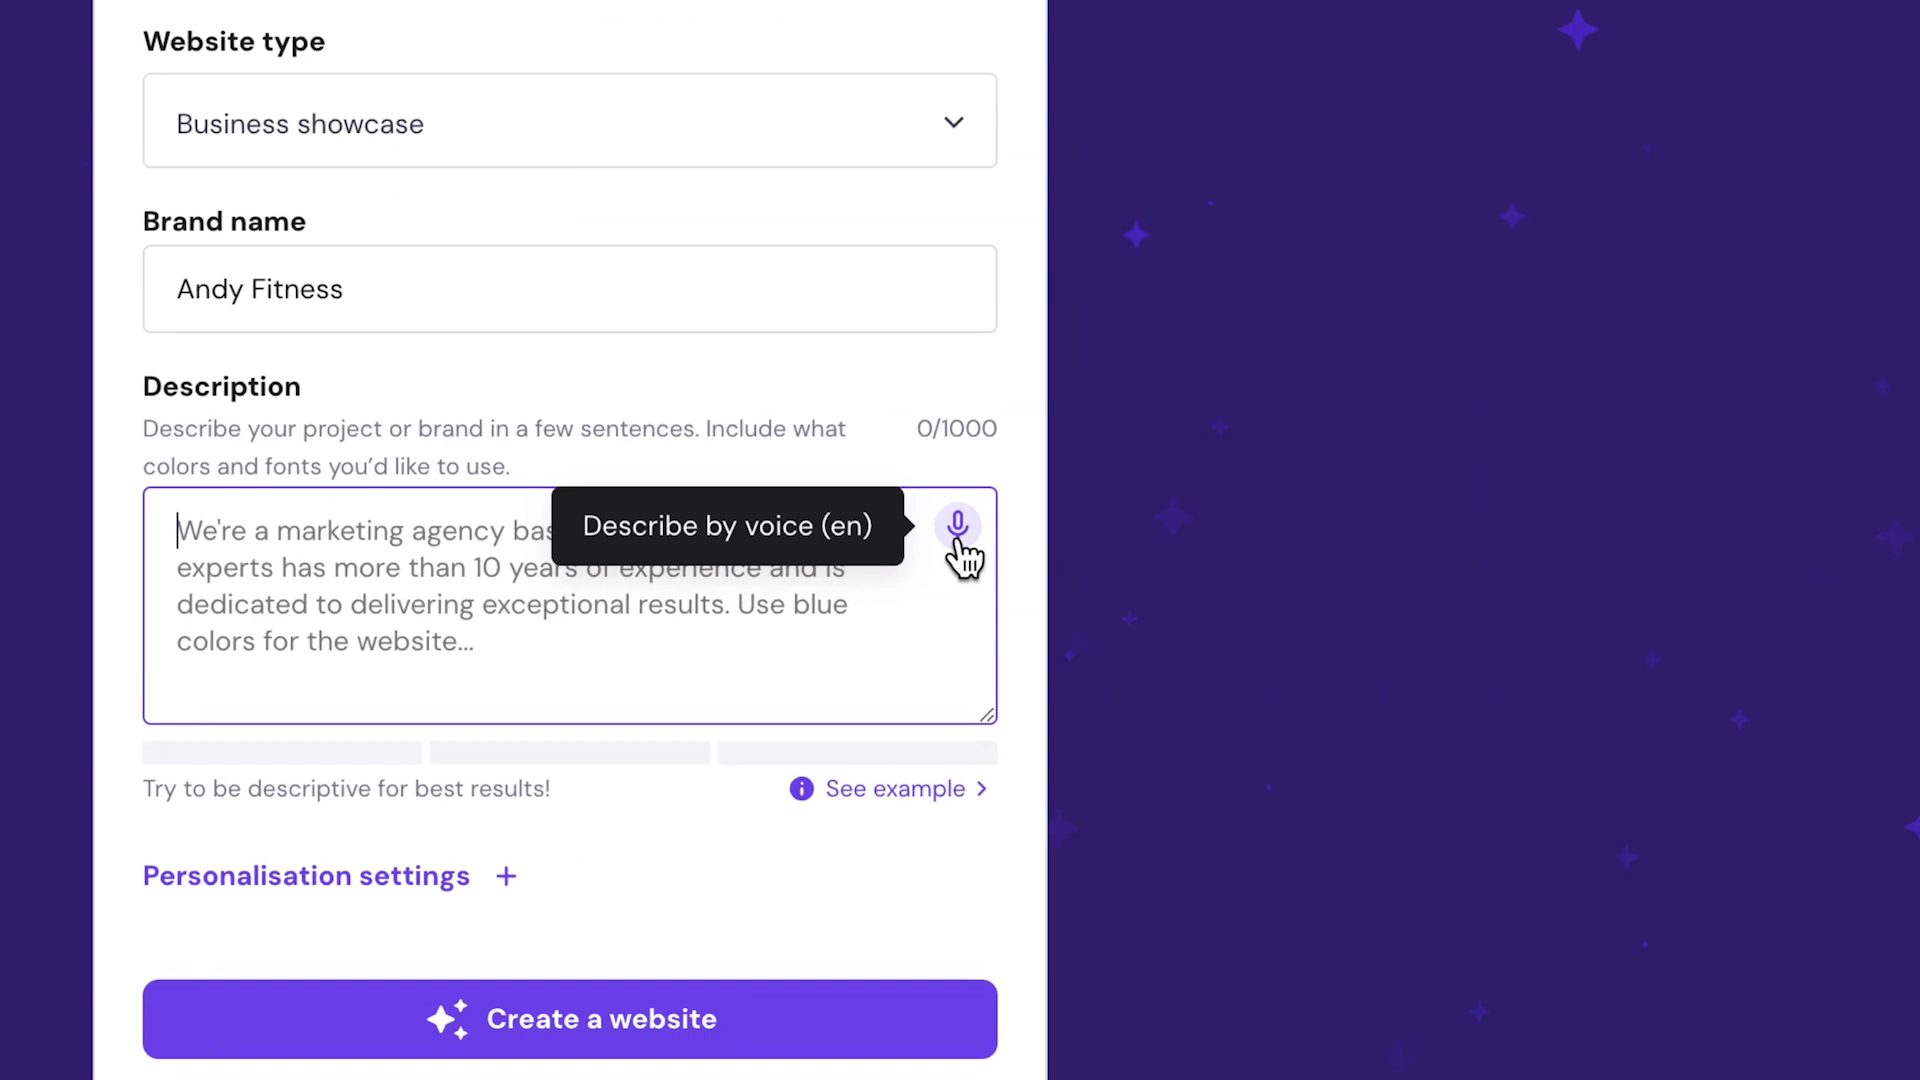 Website type
Business showcase
Brand name
Andy Fitness
Description
Describe your project or brand in a few sentences. Include what
0/1000
colors and fonts you’d like to use.
Describe by voice (en)
We're a marketing agency
experts has more than 10 years of experience and is
dedicated to delivering exceptional results. Use blue
colors for the website...
Try to be descriptive for best results!
See example
Personalisation settings +
Create a website